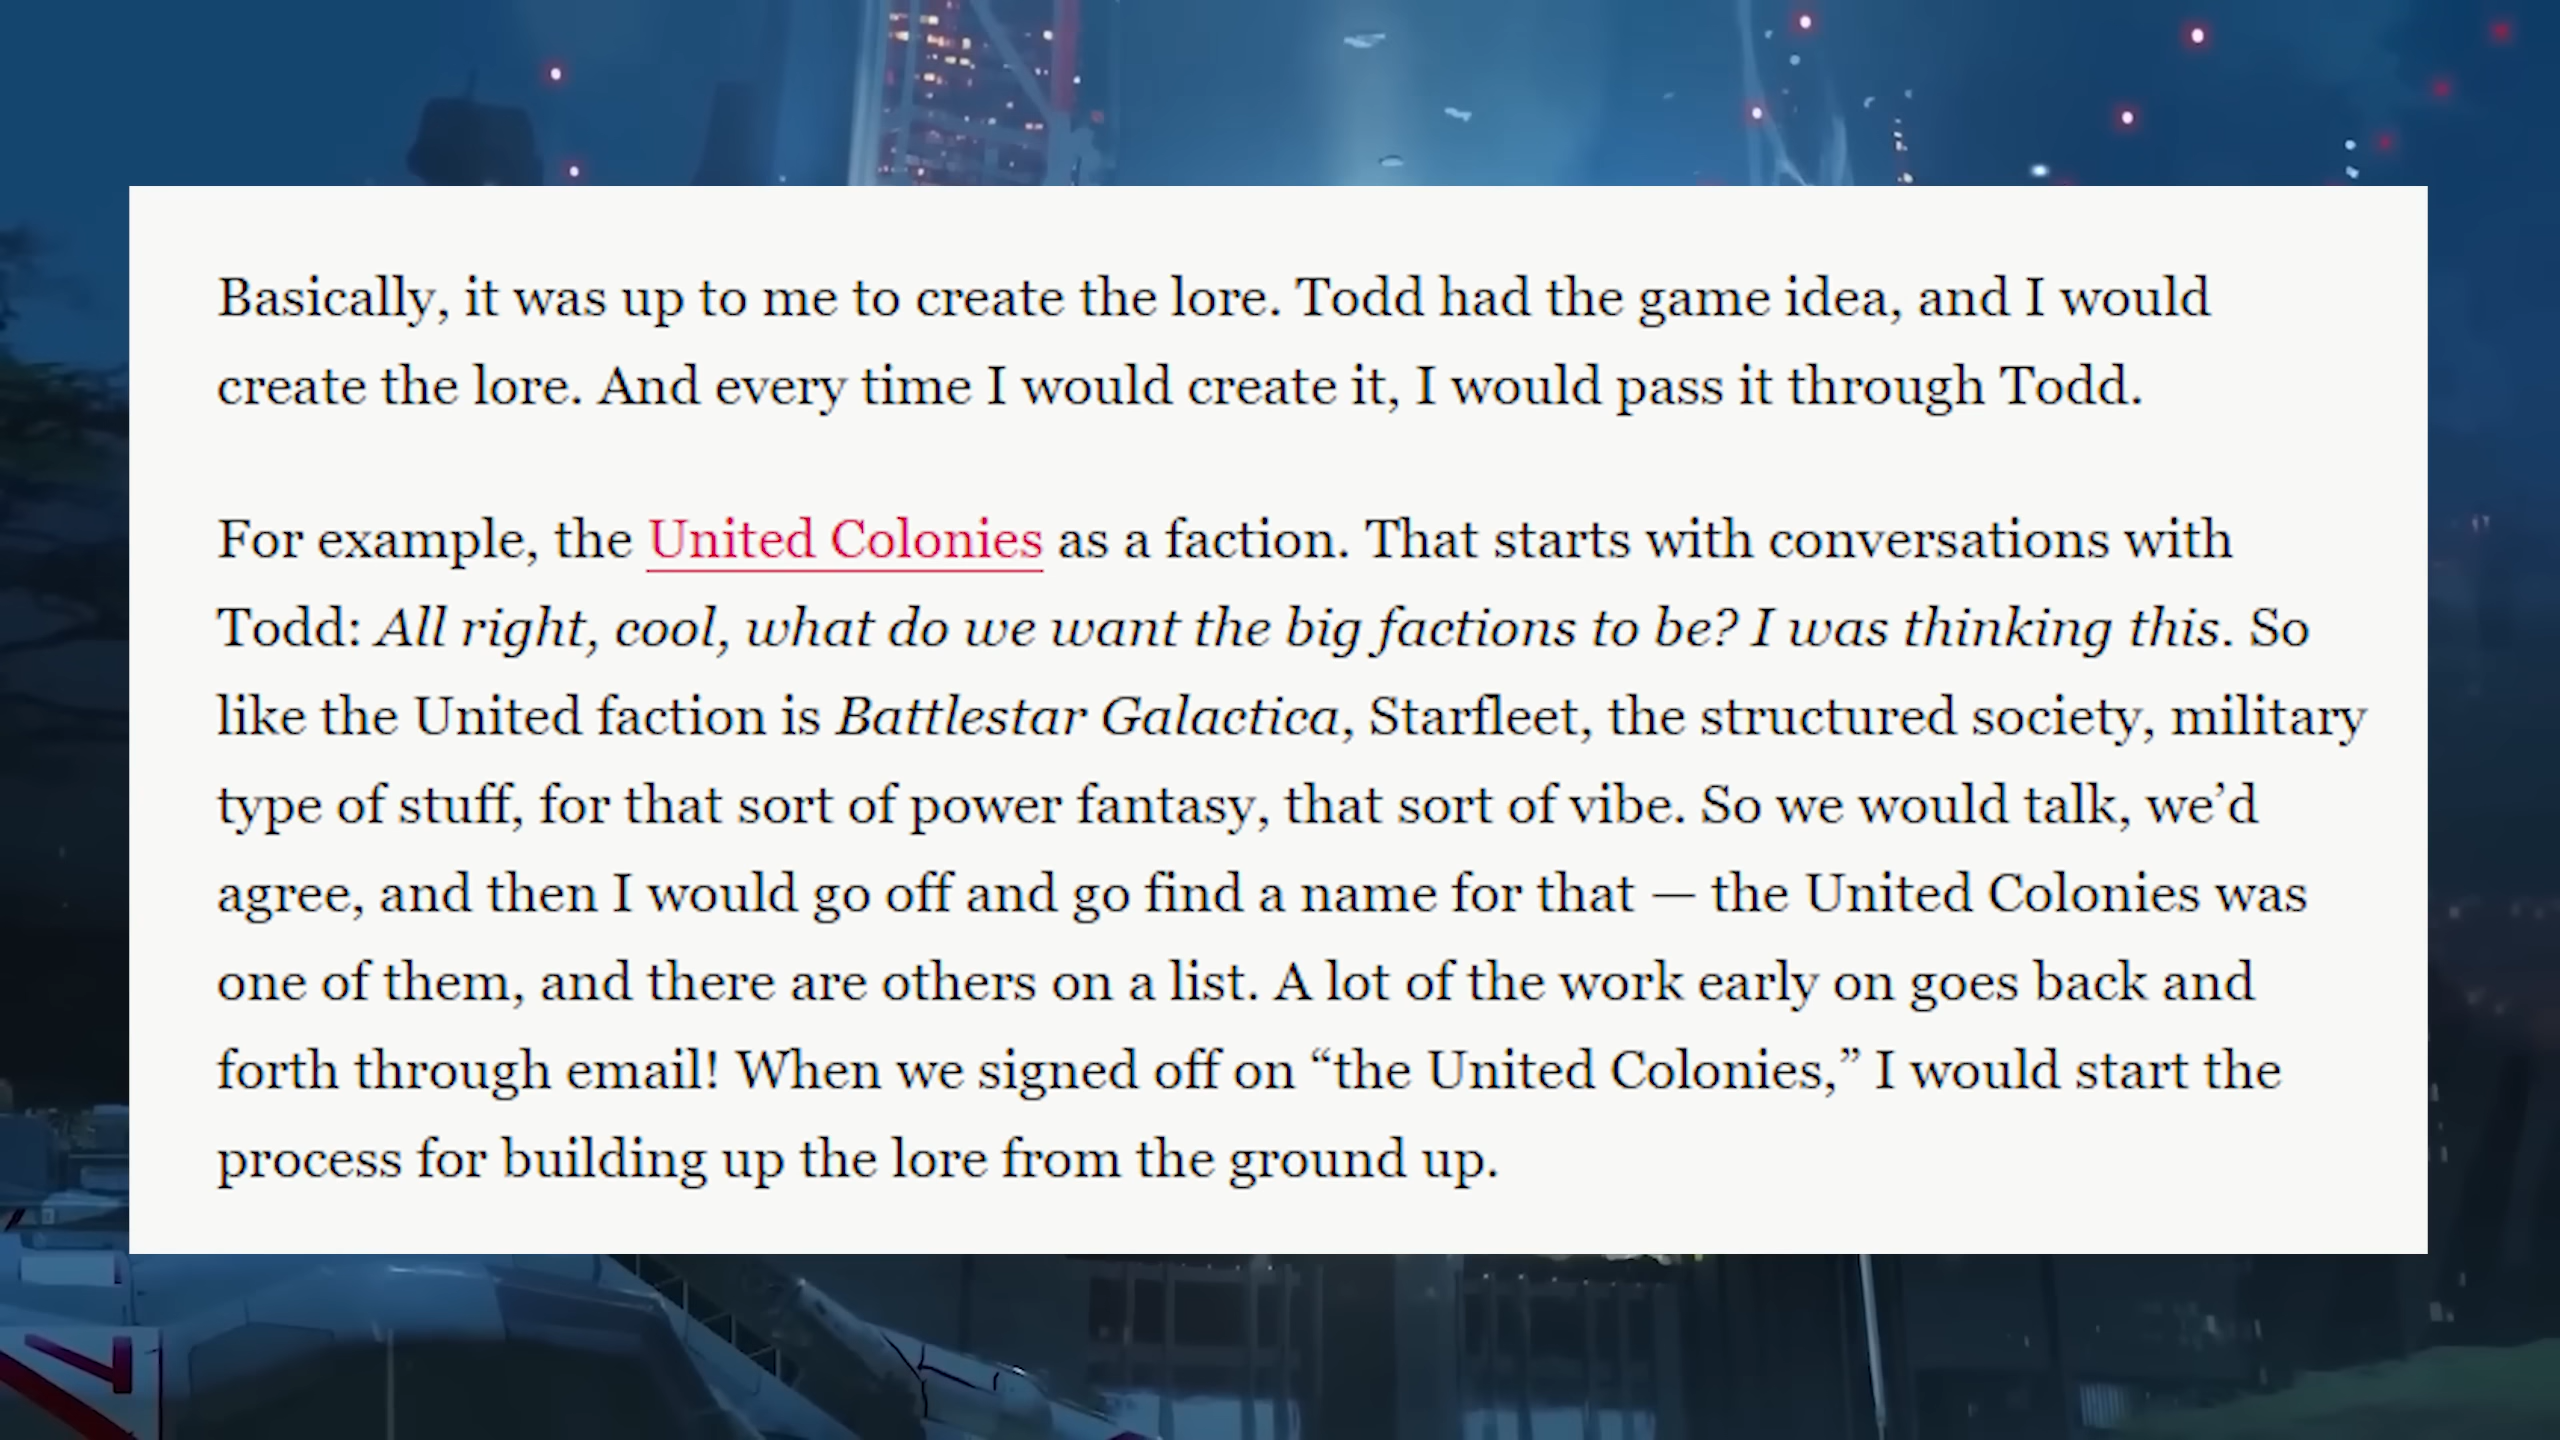 Basically, it was up to me to create the lore. Todd had the game idea, and I would
create the lore. And every time I would create it, I would pass it through Todd.
For example, the United Colonies as a faction. That starts with conversations with
Todd: All right, cool, what do we want the big factions to be? I was thinking this. So
like the United faction is Battlestar Galactica, Starfleet, the structured society, military
type of stuff, for that sort of power fantasy, that sort of vibe. So we would talk, we’d
agree, and then I would go off and go find a name for that — the United Colonies was
one of them, and there are others on a list. A lot of the work early on goes back and
forth through email! When we signed off on “the United Colonies,” I would start the
process for building up the lore from the ground up.